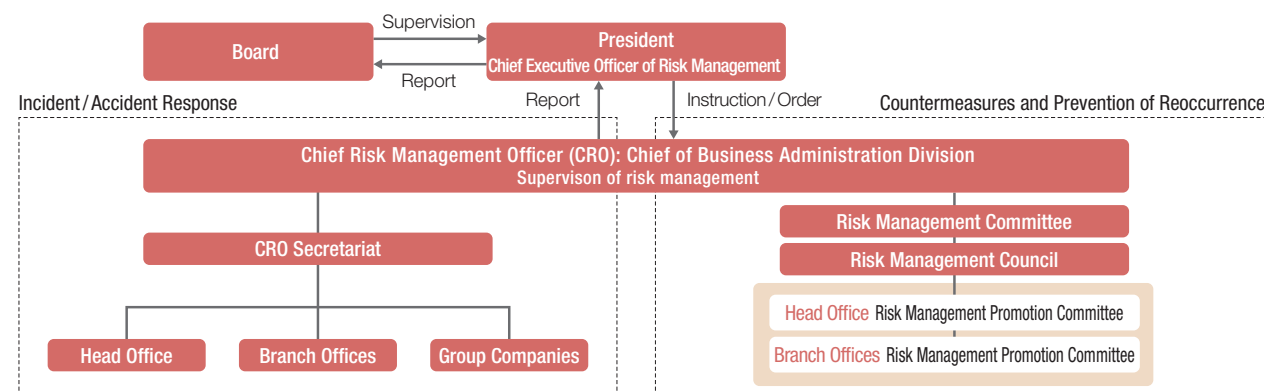 Board
Supervision
Report
President
Chief Executive Officer of Risk Management
Incident / Accident Response
Report
Instruction / Order
Countermeasures and Prevention of Reoccurrence
Chief Risk Management Officer (CRO): Chief of Business Administration Division
Supervison of risk management
CRO Secretariat
Head Office
Branch Offices
Group Companies
Risk Management Committee
Risk Management Council
Head Office Risk Management Promotion Committee
Branch Offices Risk Management Promotion Committee